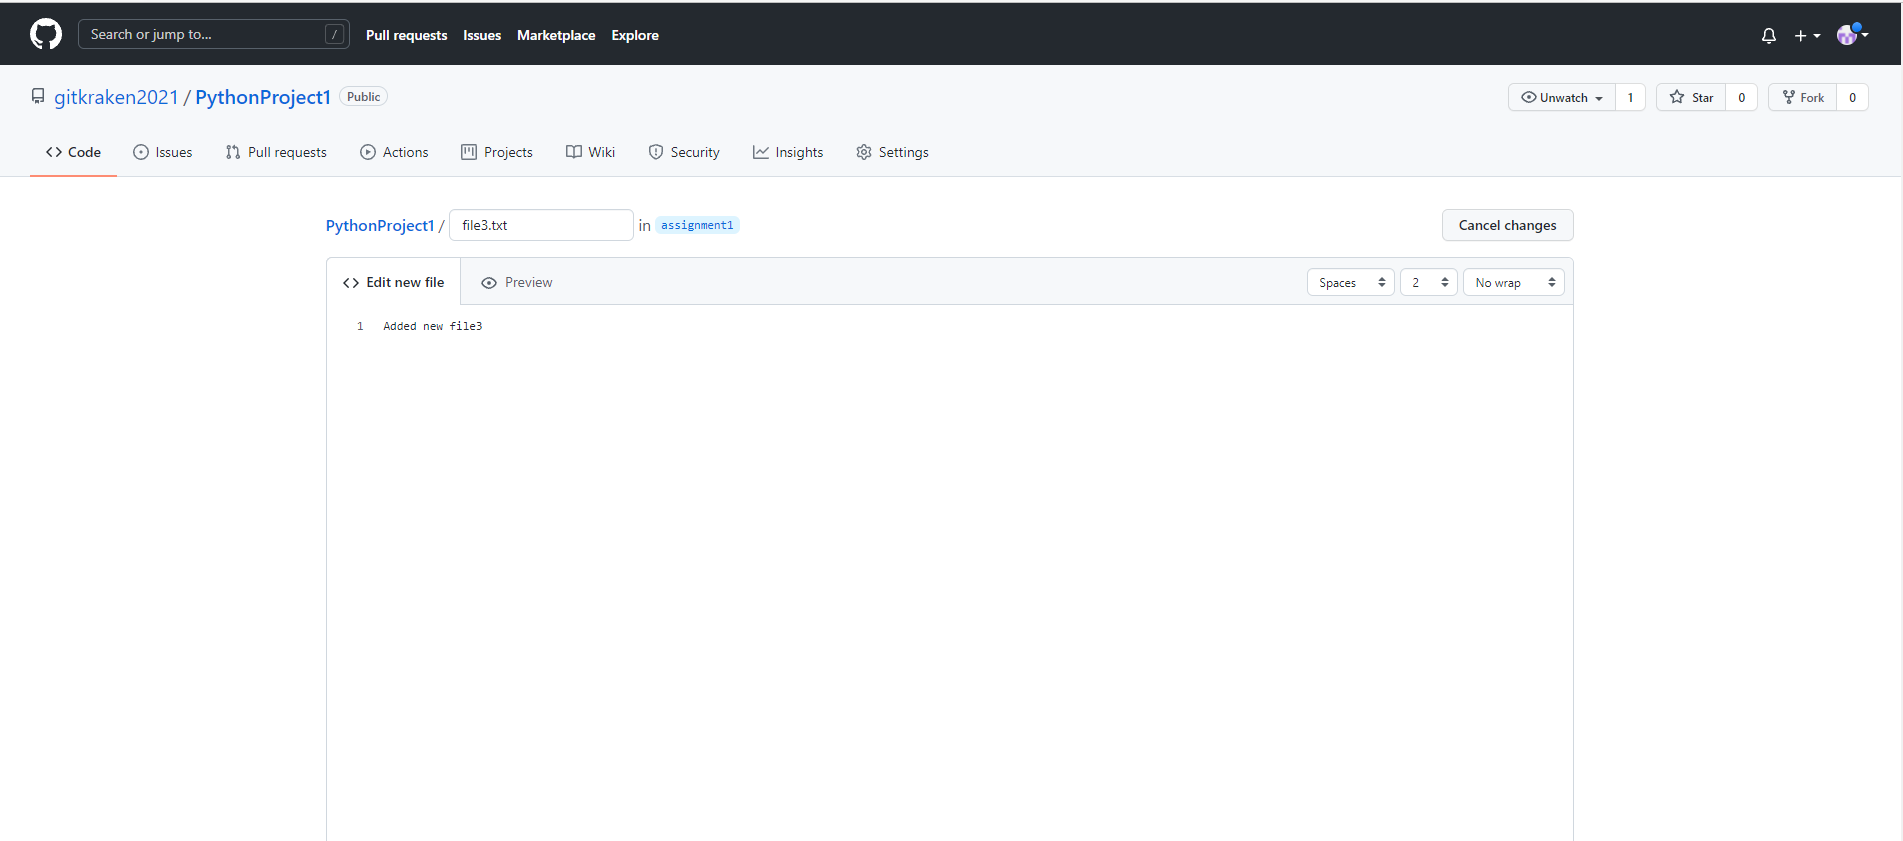 Search or jump to... / Pull requests Issues Marketplace Explore
gitkraken2021 / PythonProject1 Public Unwatch 1 Star 0 Fork 0
Code Issues Pull requests Actions Projects Wiki Security Insights Settings
PythonProject1 / file3.txt in assignment1 Cancel changes
Edit new file Preview Spaces 2 No wrap
1 Added new file3